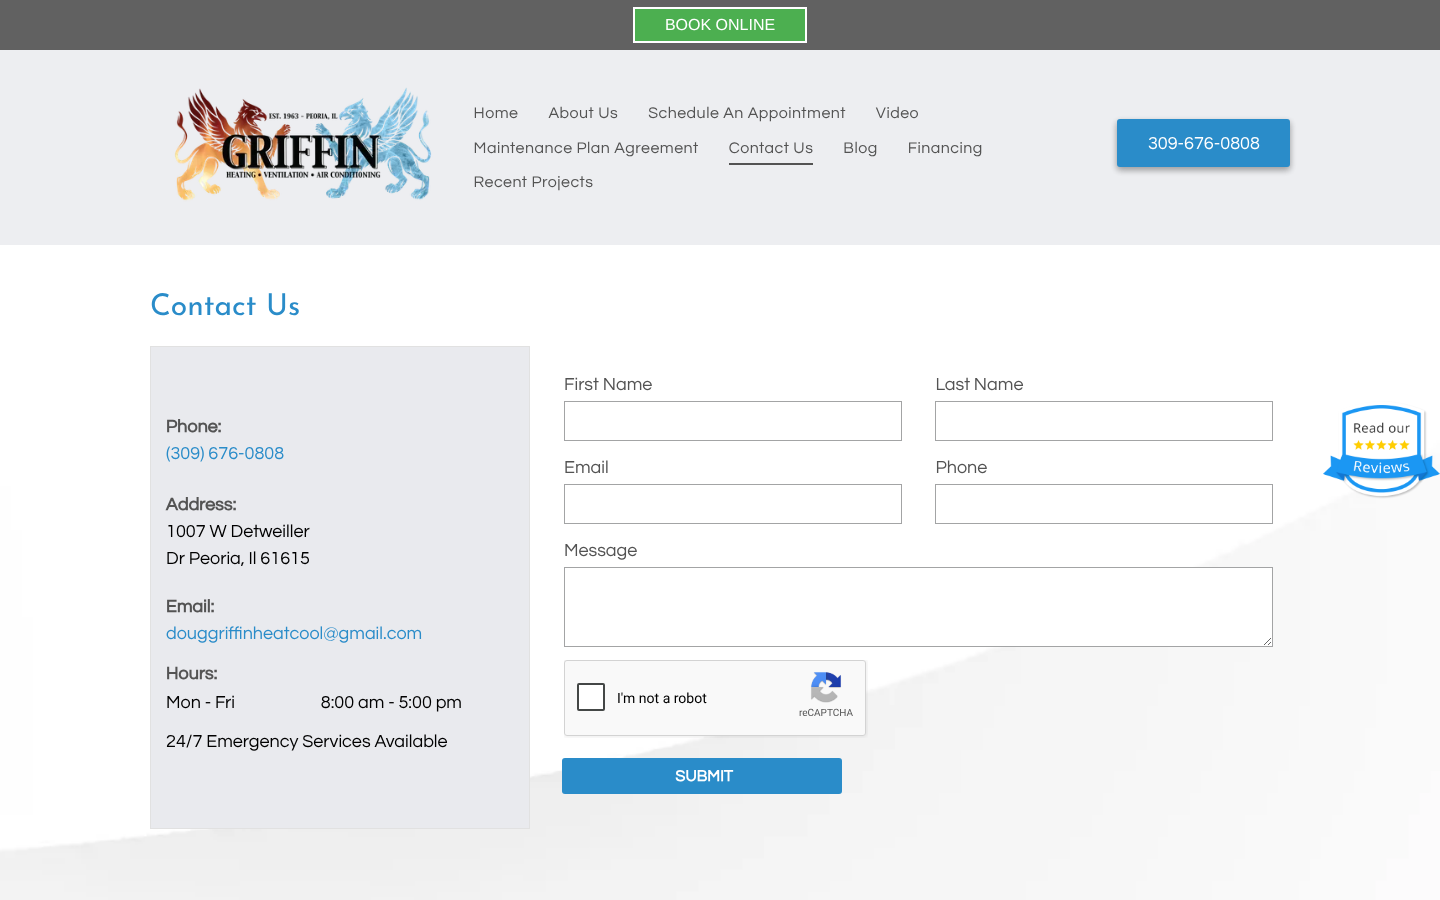 BOOK ONLINE
EST. 1963 - PEORIA, IL
GRIFFIN
HEATING • VENTILATION • AIR CONDITIONING
Home About Us Schedule An Appointment Video
Maintenance Plan Agreement Contact Us Blog Financing
Recent Projects
309-676-0808
Contact Us
Phone:
(309) 676-0808
Address:
1007 W Detweiller
Dr Peoria, Il 61615
Email:
douggriffinheatcool@gmail.com
Hours:
Mon - Fri 8:00 am - 5:00 pm
24/7 Emergency Services Available
First Name Last Name
Email Phone
Message
I'm not a robot
reCAPTCHA
SUBMIT
Read our
Reviews